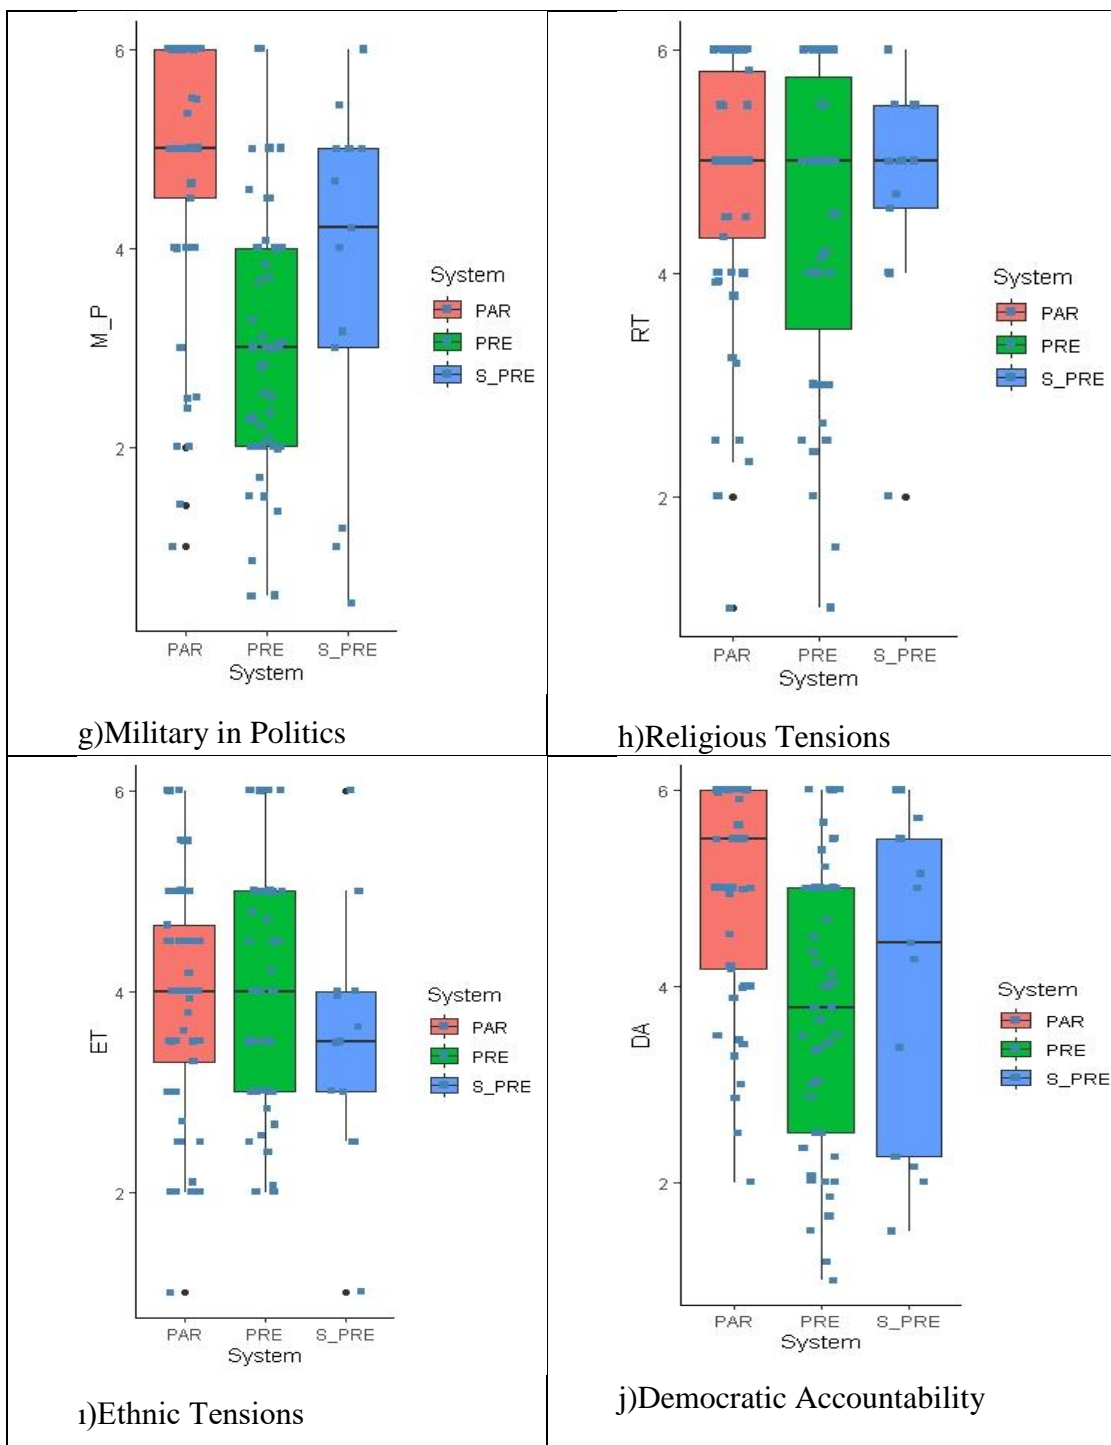 6
4
2
M_P
PAR PRE S_PRE
System
System
PAR
PRE
S_PRE
g)Military in Politics
6
4
2
RT
PAR PRE S_PRE
System
System
PAR
PRE
S_PRE
h)Religious Tensions
6
4
2
ET
PAR PRE S_PRE
System
System
PAR
PRE
S_PRE
ı)Ethnic Tensions
6
4
2
DA
PAR PRE S_PRE
System
System
PAR
PRE
S_PRE
j)Democratic Accountability